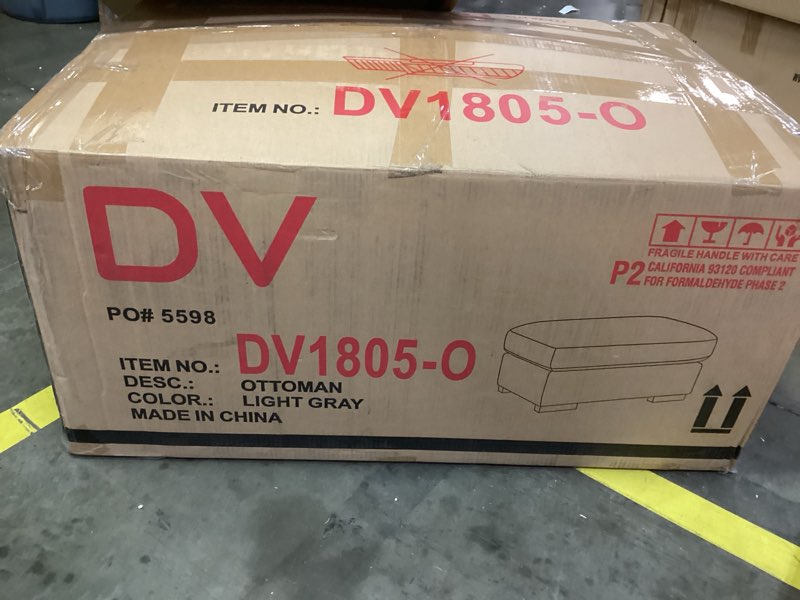 ITEM NO.: DV1805-O
DV
FRAGILE HANDLE WITH CARE
P2 CALIFORNIA 93120 COMPLIANT
FOR FORMALDEHYDE PHASE 2
PO# 5598
ITEM NO.: DV1805-O
DESC.: OTTOMAN
COLOR.: LIGHT GRAY
MADE IN CHINA